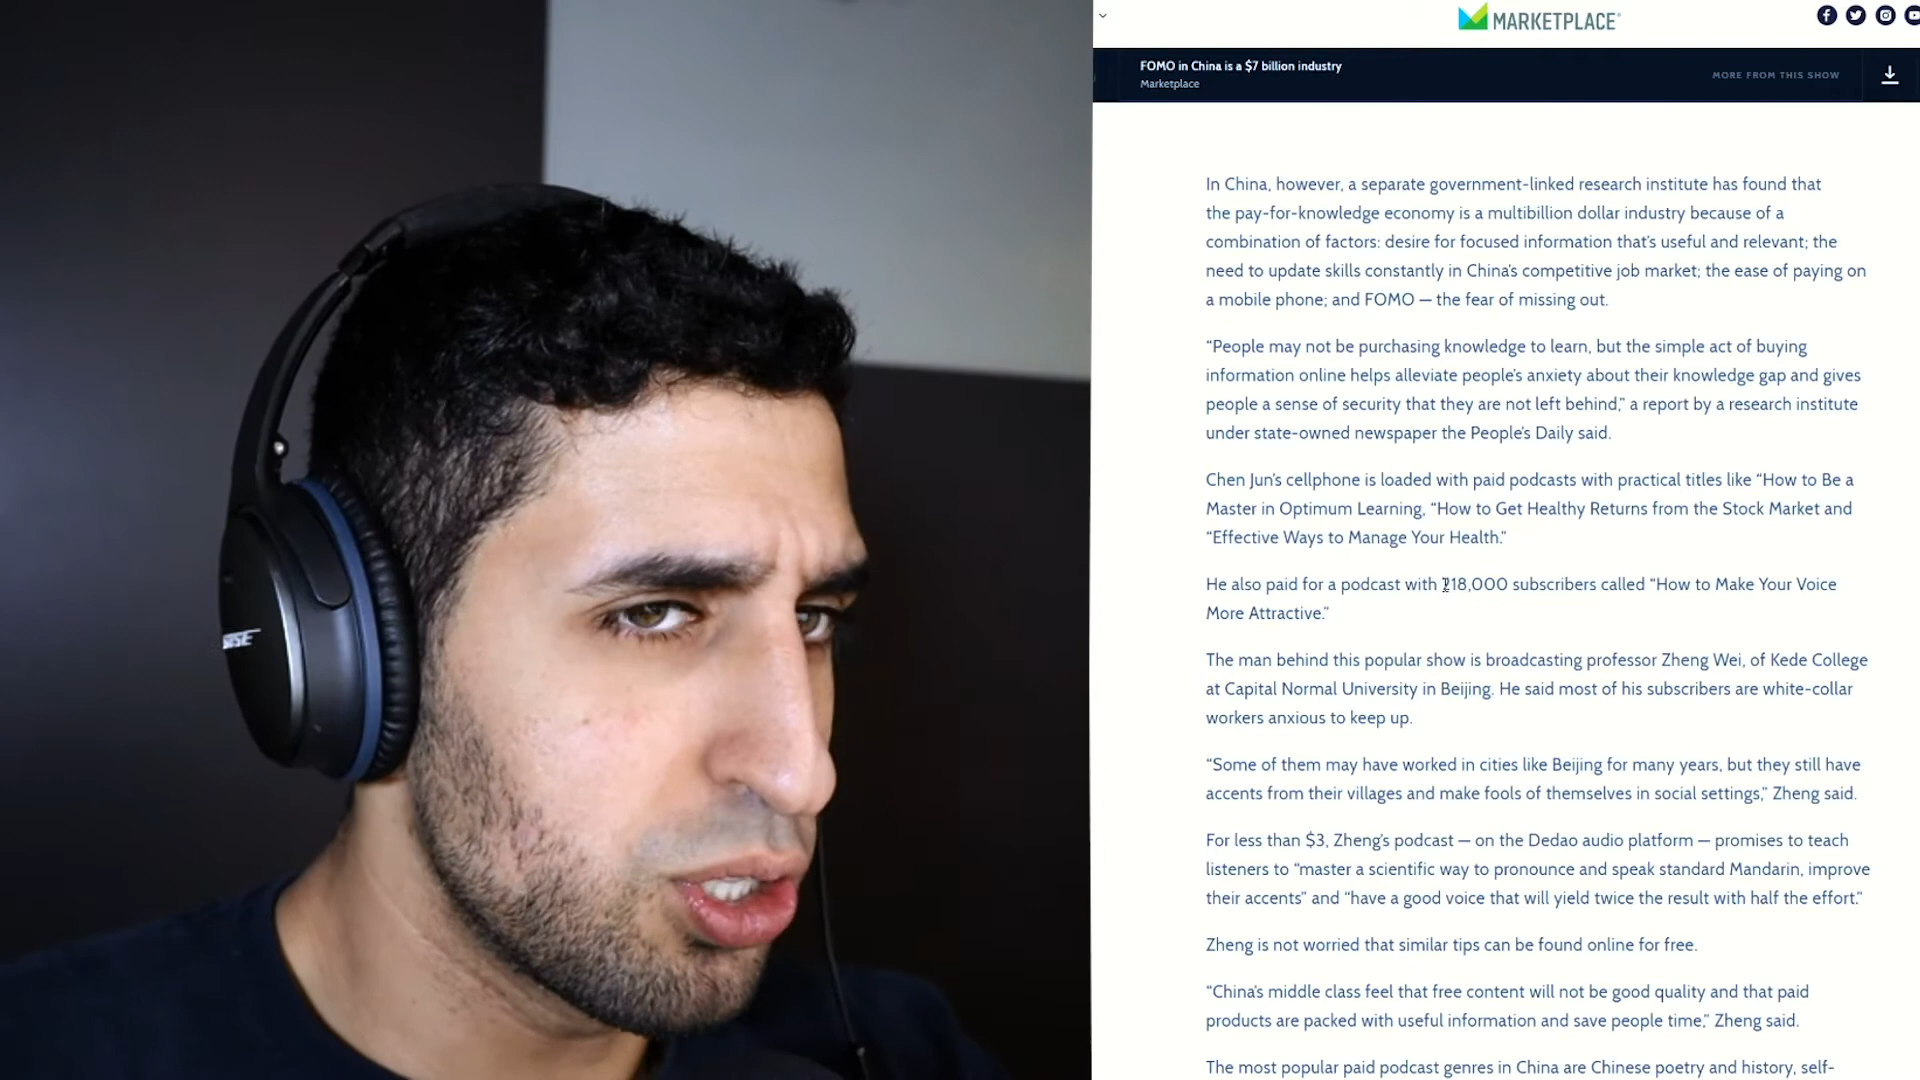 MARKETPLACE
FOMO in China is a $7 billion industry
Marketplace
MORE FROM THIS SHOW
In China, however, a separate government-linked research institute has found that
the pay-for-knowledge economy is a multibillion dollar industry because of a
combination of factors: desire for focused information that's useful and relevant; the
need to update skills constantly in China's competitive job market; the ease of paying on
a mobile phone; and FOMO — the fear of missing out.
“People may not be purchasing knowledge to learn, but the simple act of buying
information online helps alleviate people's anxiety about their knowledge gap and gives
people a sense of security that they are not left behind,” a report by a research institute
under state-owned newspaper the People's Daily said.
Chen Jun's cellphone is loaded with paid podcasts with practical titles like “How to Be a
Master in Optimum Learning, “How to Get Healthy Returns from the Stock Market and
“Effective Ways to Manage Your Health.”
He also paid for a podcast with 218,000 subscribers called “How to Make Your Voice
More Attractive.”
The man behind this popular show is broadcasting professor Zheng Wei, of Kede College
at Capital Normal University in Beijing. He said most of his subscribers are white-collar
workers anxious to keep up.
“Some of them may have worked in cities like Beijing for many years, but they still have
accents from their villages and make fools of themselves in social settings,” Zheng said.
For less than $3, Zheng's podcast — on the Dedao audio platform — promises to teach
listeners to “master a scientific way to pronounce and speak standard Mandarin, improve
their accents” and “have a good voice that will yield twice the result with half the effort.”
Zheng is not worried that similar tips can be found online for free.
“China's middle class feel that free content will not be good quality and that paid
products are packed with useful information and save people time,” Zheng said.
The most popular paid podcast genres in China are Chinese poetry and history, self-
BOSE